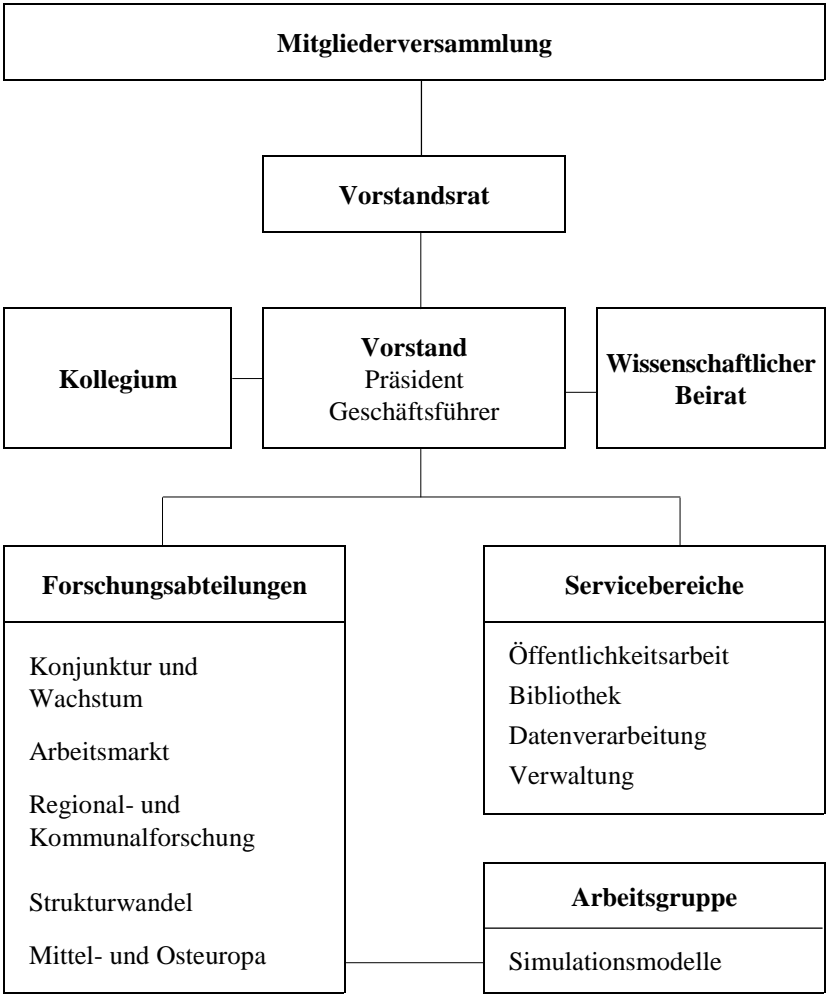 Mitgliederversammlung
Vorstandsrat
Kollegium
Vorstand
Präsident
Geschäftsführer
Wissenschaftlicher
Beirat
Forschungsabteilungen
Konjunktur und
Wachstum
Arbeitsmarkt
Regional- und
Kommunalforschung
Strukturwandel
Mittel- und Osteuropa
Servicebereiche
Öffentlichkeitsarbeit
Bibliothek
Datenverarbeitung
Verwaltung
Arbeitsgruppe
Simulationsmodelle